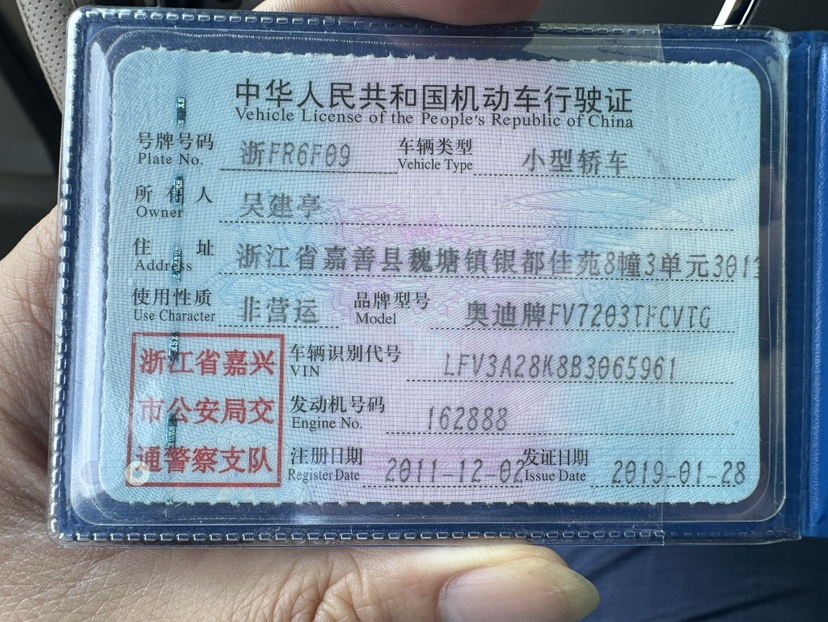 中华人民共和国机动车行驶证
Vehicle License of the People's Republic of China
号牌号码 浙FR6F09 车辆类型 小型轿车
Plate No. Vehicle Type
所有人 吴建亭
Owner
住址 浙江省嘉善县魏塘镇银都佳苑8幢3单元301室
Address
使用性质 非营运 品牌型号 奥迪牌FV7203TFCVTG
Use Character Model
浙江省嘉兴
市公安局交
通警察支队
车辆识别代号 LFV3A28K8B3065961
VIN
发动机号码 162888
Engine No.
注册日期 2011-12-02 发证日期 2019-01-28
Register Date Issue Date